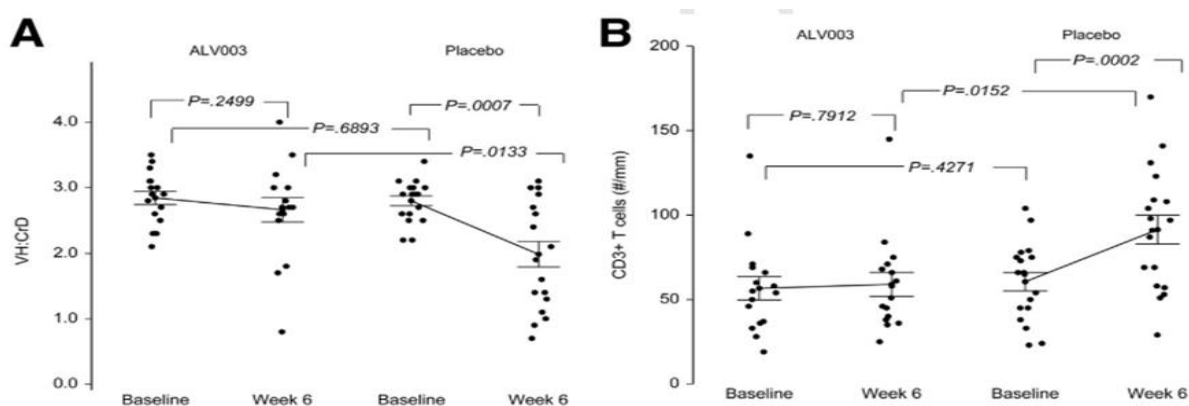 A
ALV003
Placebo
P=.2499
P=.0007
P=.6893
P=.0133
4.0
3.0
2.0
1.0
0.0
VH:CrD
Baseline
Week 6
Baseline
Week 6
B
ALV003
Placebo
P=.0002
P=.0152
P=.7912
P=.4271
200
150
100
50
0
CD3+ T cells (#/mm)
Baseline
Week 6
Baseline
Week 6